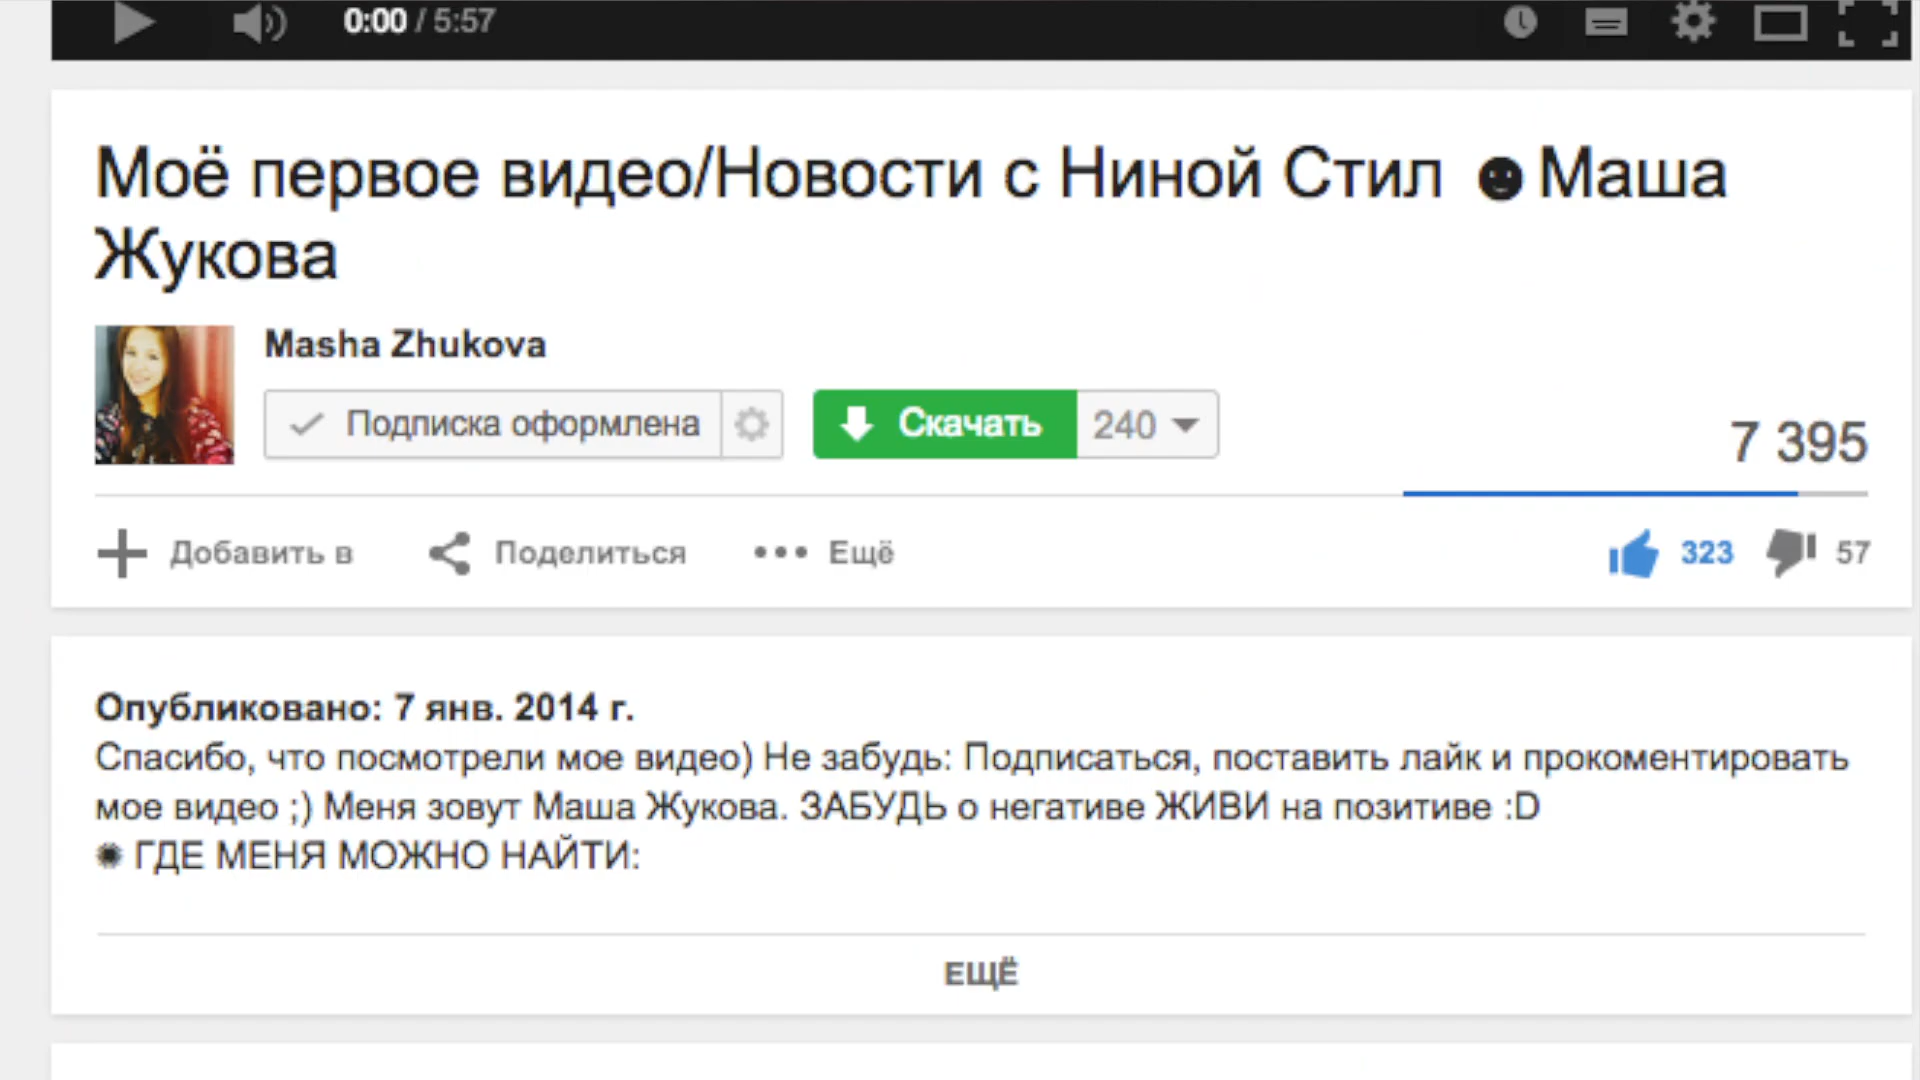 0:00 / 5:57
Моё первое видео/Новости с Ниной Стил ☻Маша
Жукова
Masha Zhukova
Подписка оформлена
Скачать 240
7 395
Добавить в Поделиться Ещё 323 57
Опубликовано: 7 янв. 2014 г.
Спасибо, что посмотрели мое видео) Не забудь: Подписаться, поставить лайк и прокоментировать
мое видео ;) Меня зовут Маша Жукова. ЗАБУДЬ о негативе ЖИВИ на позитиве :D
✺ ГДЕ МЕНЯ МОЖНО НАЙТИ:
ЕЩЁ